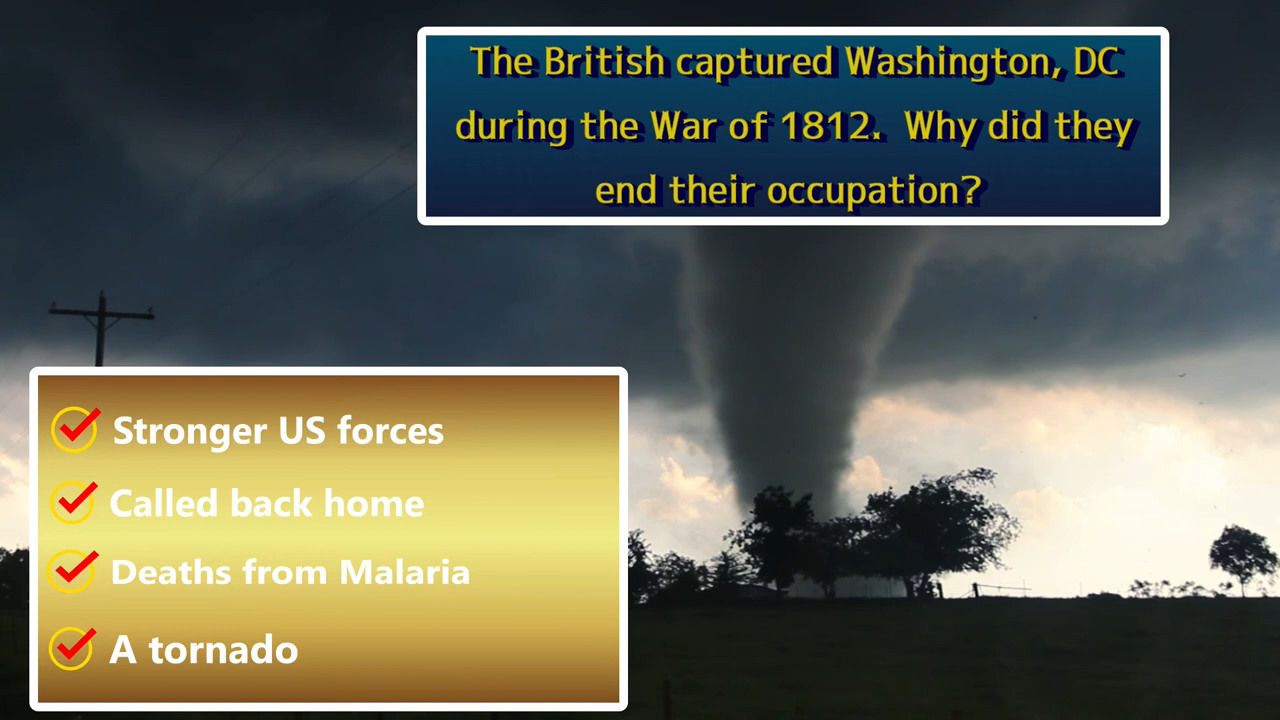 The British captured Washington, DC
during the War of 1812.  Why did they
end their occupation?
Stronger US forces
Called back home
Deaths from Malaria
A tornado